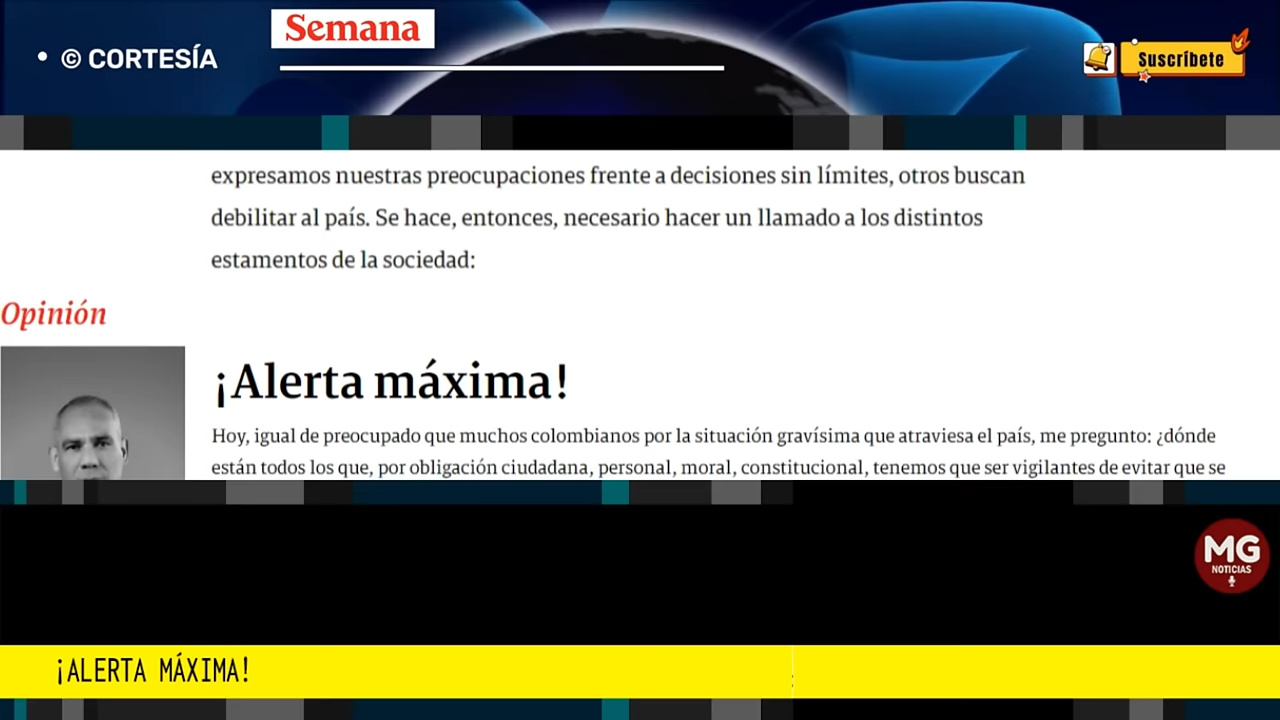 Semana
• © CORTESÍA
Suscríbete
expresamos nuestras preocupaciones frente a decisiones sin límites, otros buscan
debilitar al país. Se hace, entonces, necesario hacer un llamado a los distintos
estamentos de la sociedad:
Opinión
¡Alerta máxima!
Hoy, igual de preocupado que muchos colombianos por la situación gravísima que atraviesa el país, me pregunto: ¿dónde
están todos los que, por obligación ciudadana, personal, moral, constitucional, tenemos que ser vigilantes de evitar que se
MG
NOTICIAS
¡ALERTA MÁXIMA!